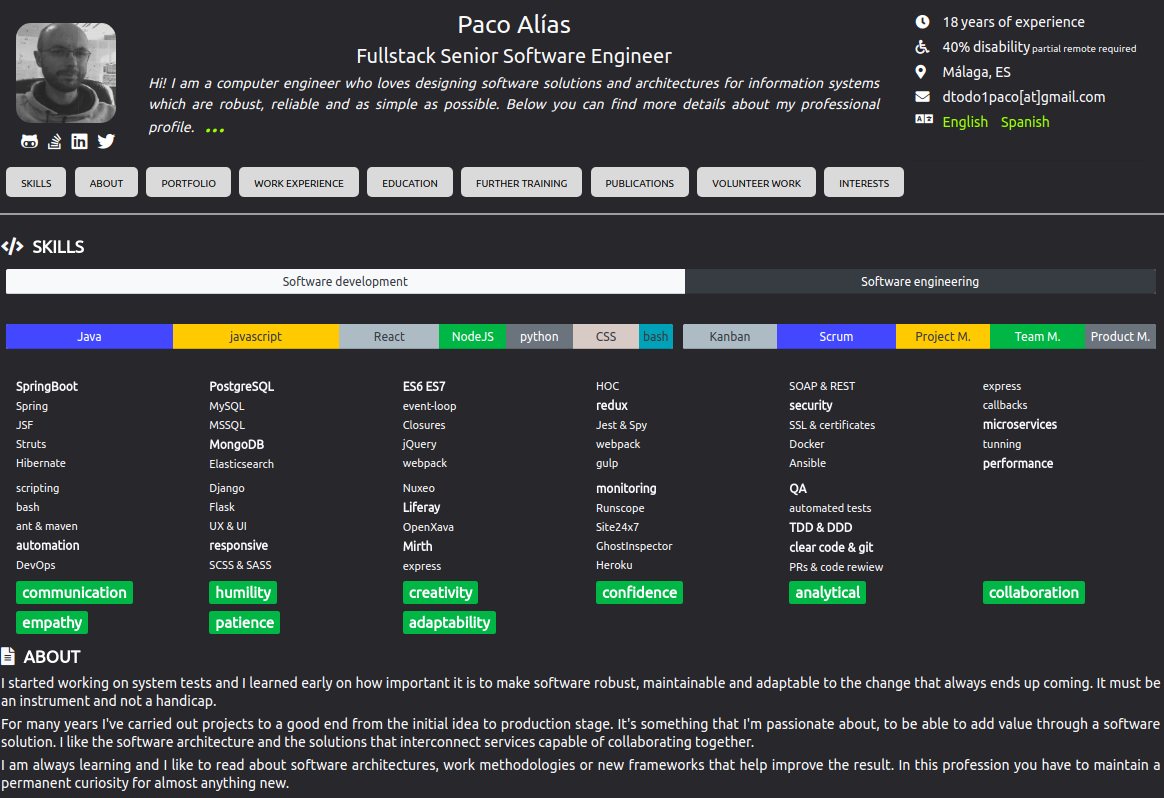 Paco Alías
Fullstack Senior Software Engineer
Hi! I am a computer engineer who loves designing software solutions and architectures for information systems
which are robust, reliable and as simple as possible. Below you can find more details about my professional
profile. ...
18 years of experience
40% disability partial remote required
Málaga, ES
dtodo1paco[at]gmail.com
English Spanish
SKILLS ABOUT PORTFOLIO WORK EXPERIENCE EDUCATION FURTHER TRAINING PUBLICATIONS VOLUNTEER WORK INTERESTS
</> SKILLS
Software development Software engineering
Java javascript React NodeJS python CSS bash Kanban Scrum Project M. Team M. Product M.
SpringBoot PostgreSQL ES6 ES7 HOC SOAP & REST express
Spring MySQL event-loop redux security callbacks
JSF MSSQL Closures Jest & Spy SSL & certificates microservices
Struts MongoDB jQuery webpack Docker tunning
Hibernate Elasticsearch webpack gulp Ansible performance
scripting Django Nuxeo monitoring QA
bash Flask Liferay Runscope automated tests
ant & maven UX & UI OpenXava Site24x7 TDD & DDD
automation responsive Mirth GhostInspector clear code & git
DevOps SCSS & SASS express Heroku PRs & code rewiew
communication humility creativity confidence analytical collaboration
empathy patience adaptability
ABOUT
I started working on system tests and I learned early on how important it is to make software robust, maintainable and adaptable to the change that always ends up coming. It must be
an instrument and not a handicap.
For many years I've carried out projects to a good end from the initial idea to production stage. It's something that I'm passionate about, to be able to add value through a software
solution. I like the software architecture and the solutions that interconnect services capable of collaborating together.
I am always learning and I like to read about software architectures, work methodologies or new frameworks that help improve the result. In this profession you have to maintain a
permanent curiosity for almost anything new.